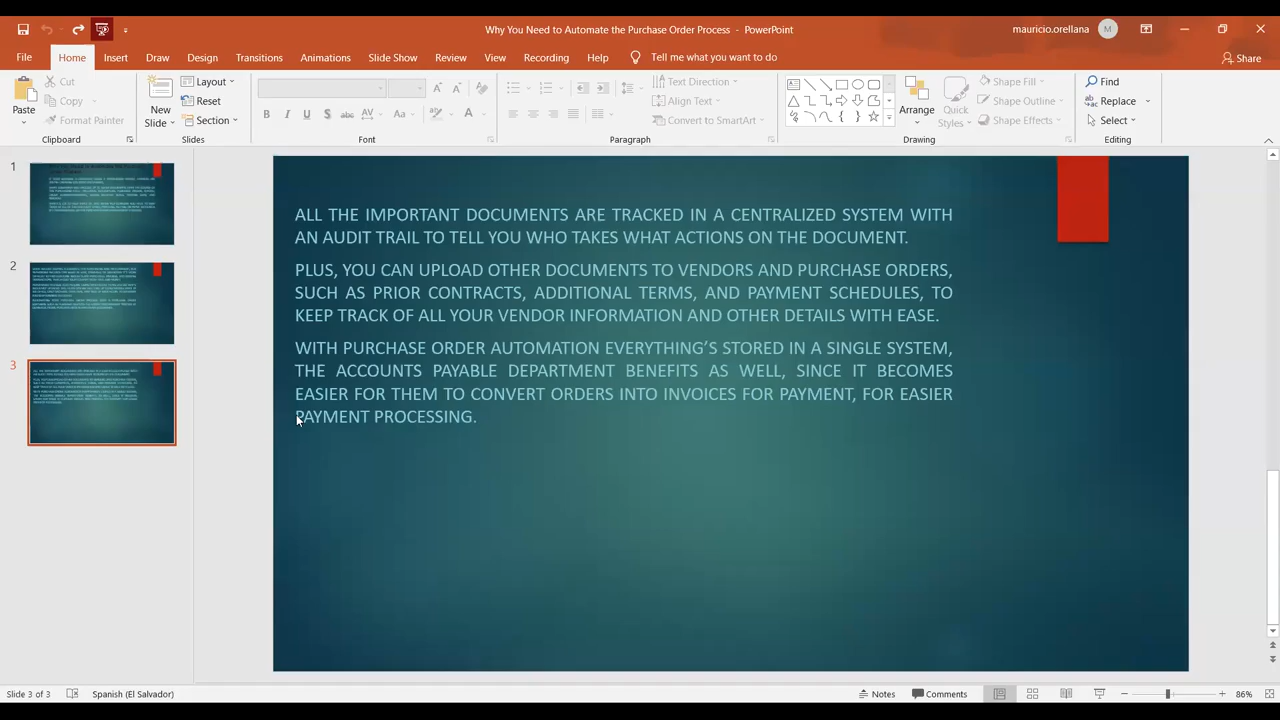 Why You Need to Automate the Purchase Order Process - PowerPoint
mauricio.orellana
M
File Home Insert Draw Design Transitions Animations Slide Show Review View Recording Help Tell me what you want to do
Share
Paste
Cut
Copy
Format Painter
Clipboard
New
Slide
Layout
Reset
Section
Slides
Font
Text Direction
Align Text
Convert to SmartArt
Paragraph
Arrange
Quick
Styles
Shape Fill
Shape Outline
Shape Effects
Drawing
Find
Replace
Select
Editing
1
2
3
ALL THE IMPORTANT DOCUMENTS ARE TRACKED IN A CENTRALIZED SYSTEM WITH
AN AUDIT TRAIL TO TELL YOU WHO TAKES WHAT ACTIONS ON THE DOCUMENT.
PLUS, YOU CAN UPLOAD OTHER DOCUMENTS TO VENDORS AND PURCHASE ORDERS,
SUCH AS PRIOR CONTRACTS, ADDITIONAL TERMS, AND PAYMENT SCHEDULES, TO
KEEP TRACK OF ALL YOUR VENDOR INFORMATION AND OTHER DETAILS WITH EASE.
WITH PURCHASE ORDER AUTOMATION EVERYTHING’S STORED IN A SINGLE SYSTEM,
THE ACCOUNTS PAYABLE DEPARTMENT BENEFITS AS WELL, SINCE IT BECOMES
EASIER FOR THEM TO CONVERT ORDERS INTO INVOICES FOR PAYMENT, FOR EASIER
PAYMENT PROCESSING.
Slide 3 of 3
Spanish (El Salvador)
Notes
Comments
86%